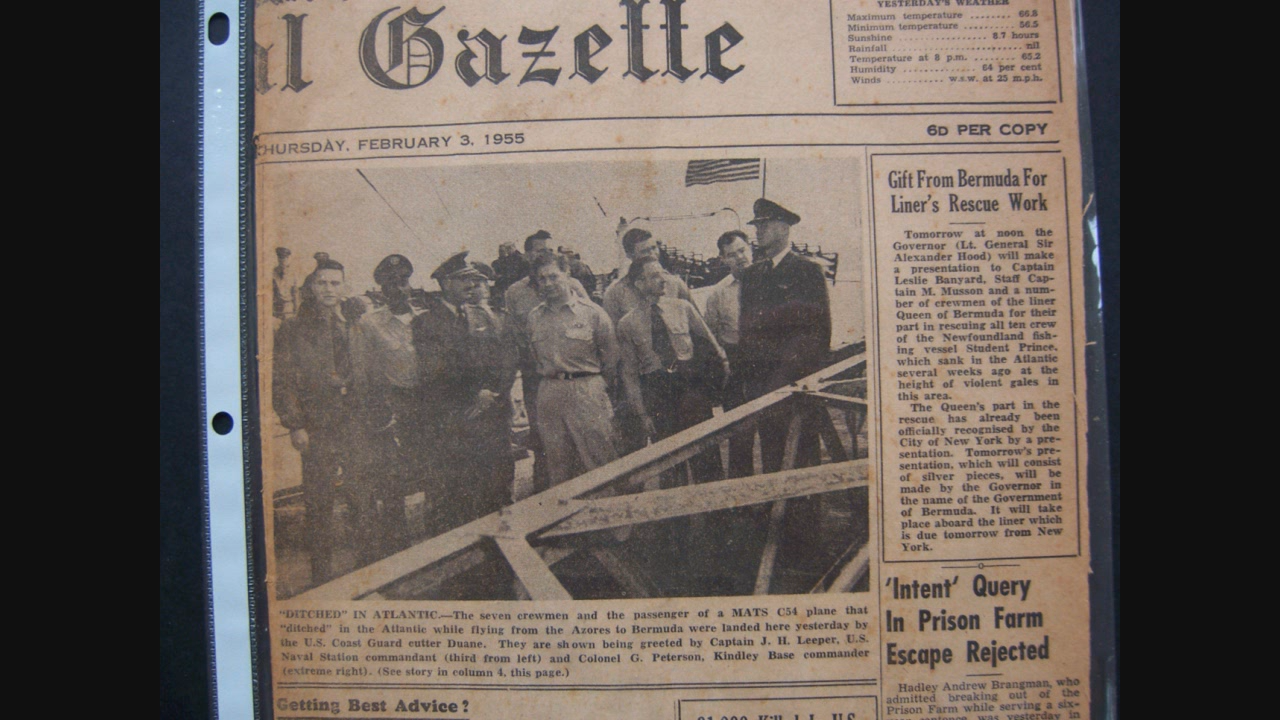 al Gazette
YESTERDAY'S WEATHER
Maximum temperature ........ 66.8
Minimum temperature ........ 56.5
Sunshine .................. 8.7 hours
Rainfall ........................ nil
Temperature at 8 p.m. ....... 65.2
Humidity ............ 64 per cent
Winds ......... w.s.w. at 25 m.p.h.
THURSDAY, FEBRUARY 3, 1955
6D PER COPY
"DITCHED" IN ATLANTIC.—The seven crewmen and the passenger of a MATS C54 plane that
"ditched" in the Atlantic while flying from the Azores to Bermuda were landed here yesterday by
the U.S. Coast Guard cutter Duane. They are shown being greeted by Captain J. H. Leeper, U.S.
Naval Station commandant (third from left) and Colonel G. Peterson, Kindley Base commander
(extreme right). (See story in column 4, this page.)
Getting Best Advice?
Gift From Bermuda For
Liner's Rescue Work
Tomorrow at noon the
Governor (Lt. General Sir
Alexander Hood) will make
a presentation to Captain
Leslie Banyard, Staff Cap-
tain M. Musson and a num-
ber of crewmen of the liner
Queen of Bermuda for their
part in rescuing all ten crew
of the Newfoundland fish-
ing vessel Student Prince,
which sank in the Atlantic
several weeks ago at the
height of violent gales in
this area.
The Queen's part in the
rescue has already been
officially recognised by the
City of New York by a pre-
sentation. Tomorrow's pre-
sentation, which will consist
of silver pieces, will be
made by the Governor in
the name of the Government
of Bermuda. It will take
place aboard the liner which
is due tomorrow from New
York.
'Intent' Query
In Prison Farm
Escape Rejected
Hadley Andrew Brangman, who
admitted breaking out of the
Prison Farm while serving a six-
sentence, was yesterday in